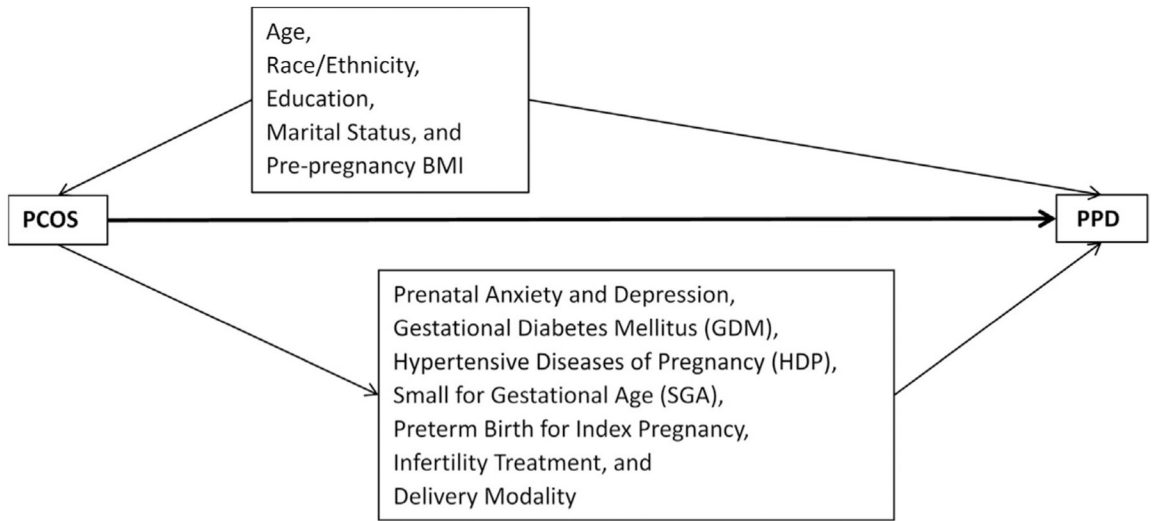 Age,
Race/Ethnicity,
Education,
Marital Status, and
Pre-pregnancy BMI
PCOS
PPD
Prenatal Anxiety and Depression,
Gestational Diabetes Mellitus (GDM),
Hypertensive Diseases of Pregnancy (HDP),
Small for Gestational Age (SGA),
Preterm Birth for Index Pregnancy,
Infertility Treatment, and
Delivery Modality